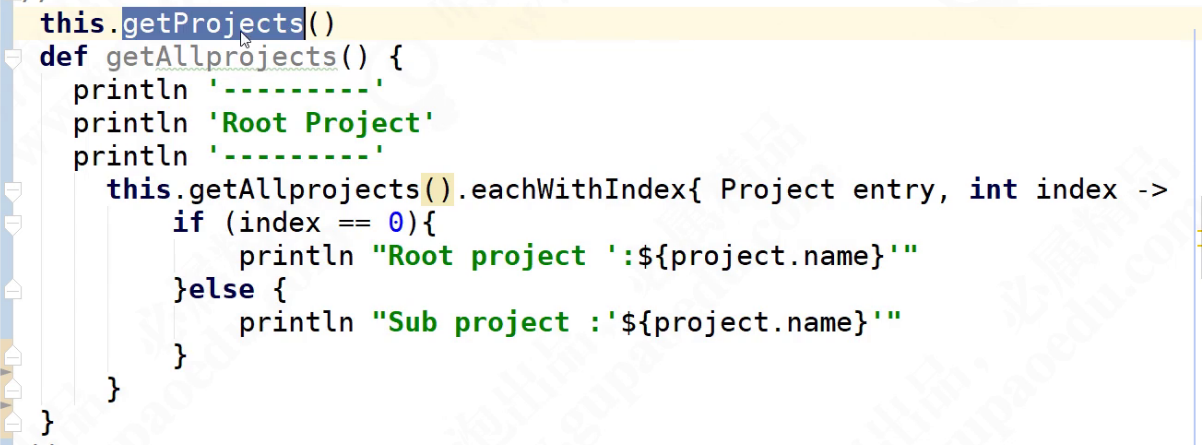 this.getProjects()
def getAllprojects() {
println '---------'
println 'Root Project'
println '---------'
this.getAllprojects().eachWithIndex{ Project entry, int index ->
if (index == 0){
println "Root project ':${project.name}'"
}else {
println "Sub project :'${project.name}'"
}
}
}